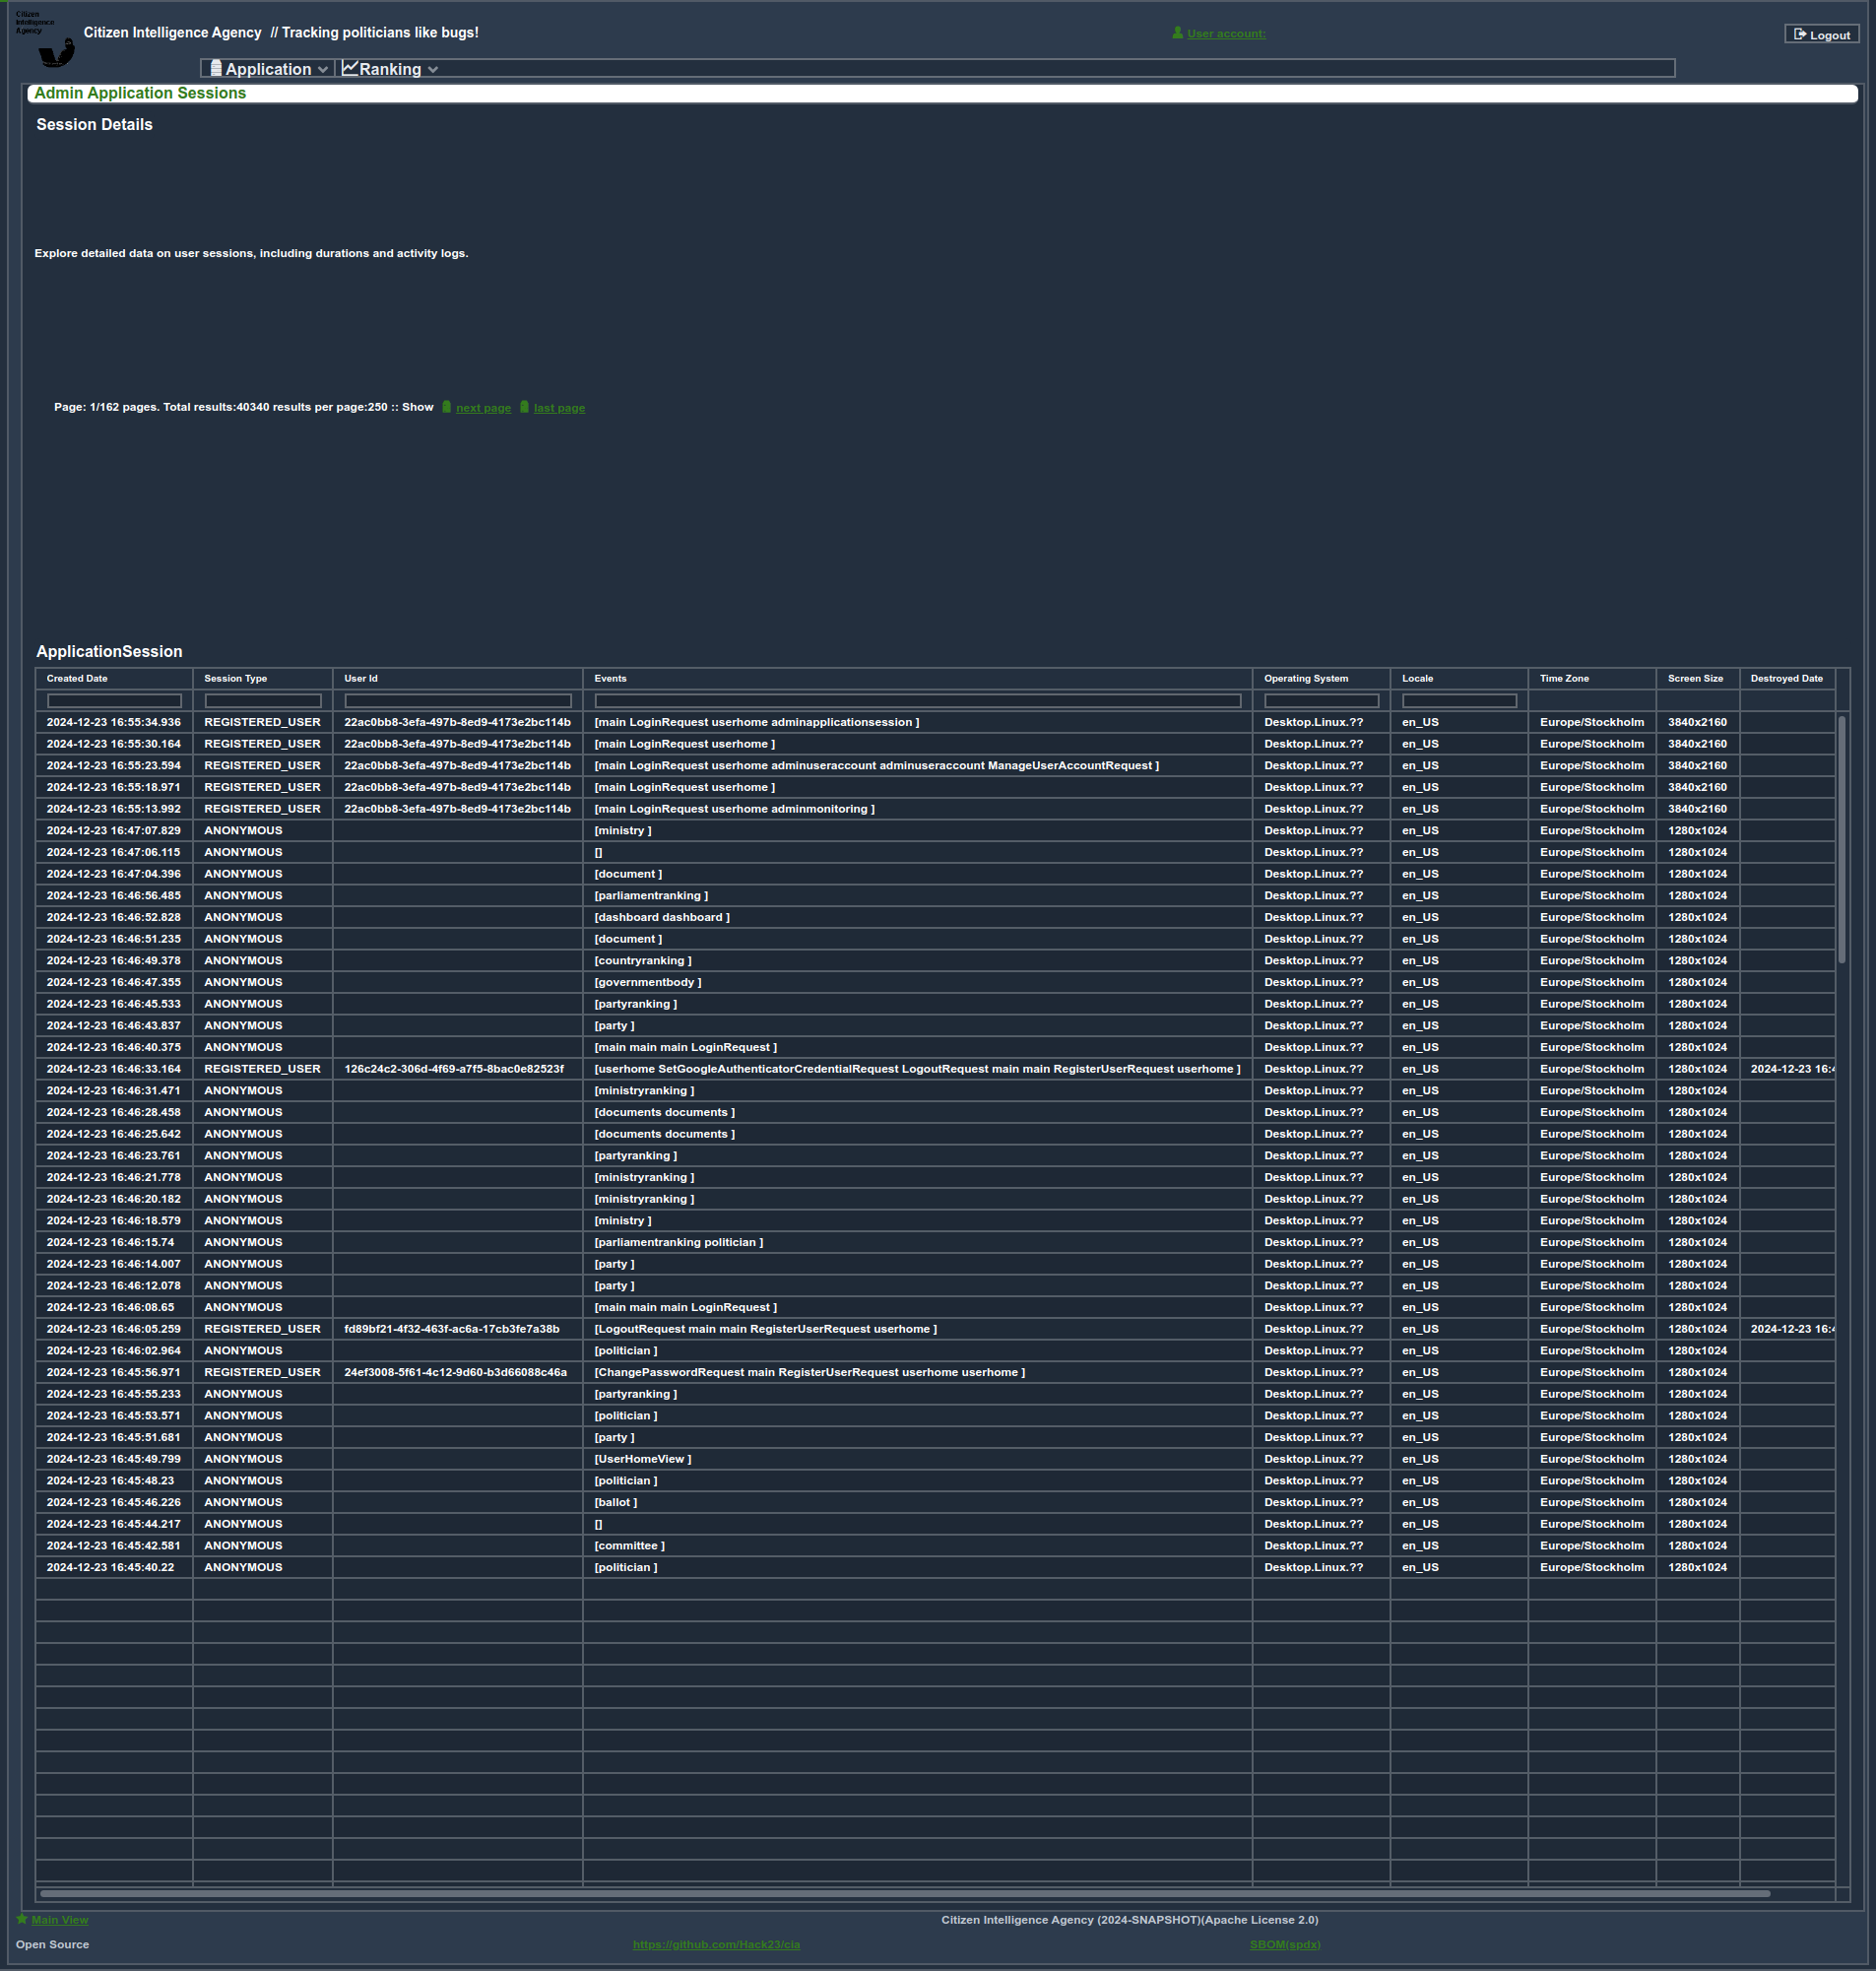 Citizen
Intelligence
Agency
Citizen Intelligence Agency // Tracking politicians like bugs!
User account:
Logout
Application Ranking
Admin Application Sessions
Session Details
Explore detailed data on user sessions, including durations and activity logs.
Page: 1/162 pages. Total results:40340 results per page:250 :: Show next page last page
ApplicationSession
Created Date Session Type User Id Events Operating System Locale Time Zone Screen Size Destroyed Date
2024-12-23 16:55:34.936 REGISTERED_USER 22ac0bb8-3efa-497b-8ed9-4173e2bc114b [main LoginRequest userhome adminapplicationsession ] Desktop.Linux.?? en_US Europe/Stockholm 3840x2160
2024-12-23 16:55:30.164 REGISTERED_USER 22ac0bb8-3efa-497b-8ed9-4173e2bc114b [main LoginRequest userhome ] Desktop.Linux.?? en_US Europe/Stockholm 3840x2160
2024-12-23 16:55:23.594 REGISTERED_USER 22ac0bb8-3efa-497b-8ed9-4173e2bc114b [main LoginRequest userhome adminuseraccount adminuseraccount ManageUserAccountRequest ] Desktop.Linux.?? en_US Europe/Stockholm 3840x2160
2024-12-23 16:55:18.971 REGISTERED_USER 22ac0bb8-3efa-497b-8ed9-4173e2bc114b [main LoginRequest userhome ] Desktop.Linux.?? en_US Europe/Stockholm 3840x2160
2024-12-23 16:55:13.992 REGISTERED_USER 22ac0bb8-3efa-497b-8ed9-4173e2bc114b [main LoginRequest userhome adminmonitoring ] Desktop.Linux.?? en_US Europe/Stockholm 3840x2160
2024-12-23 16:47:07.829 ANONYMOUS [ministry ] Desktop.Linux.?? en_US Europe/Stockholm 1280x1024
2024-12-23 16:47:06.115 ANONYMOUS [] Desktop.Linux.?? en_US Europe/Stockholm 1280x1024
2024-12-23 16:47:04.396 ANONYMOUS [document ] Desktop.Linux.?? en_US Europe/Stockholm 1280x1024
2024-12-23 16:46:56.485 ANONYMOUS [parliamentranking ] Desktop.Linux.?? en_US Europe/Stockholm 1280x1024
2024-12-23 16:46:52.828 ANONYMOUS [dashboard dashboard ] Desktop.Linux.?? en_US Europe/Stockholm 1280x1024
2024-12-23 16:46:51.235 ANONYMOUS [document ] Desktop.Linux.?? en_US Europe/Stockholm 1280x1024
2024-12-23 16:46:49.378 ANONYMOUS [countryranking ] Desktop.Linux.?? en_US Europe/Stockholm 1280x1024
2024-12-23 16:46:47.355 ANONYMOUS [governmentbody ] Desktop.Linux.?? en_US Europe/Stockholm 1280x1024
2024-12-23 16:46:45.533 ANONYMOUS [partyranking ] Desktop.Linux.?? en_US Europe/Stockholm 1280x1024
2024-12-23 16:46:43.837 ANONYMOUS [party ] Desktop.Linux.?? en_US Europe/Stockholm 1280x1024
2024-12-23 16:46:40.375 ANONYMOUS [main main main LoginRequest ] Desktop.Linux.?? en_US Europe/Stockholm 1280x1024
2024-12-23 16:46:33.164 REGISTERED_USER 126c24c2-306d-4f69-a7f5-8bac0e82523f [userhome SetGoogleAuthenticatorCredentialRequest LogoutRequest main main RegisterUserRequest userhome ] Desktop.Linux.?? en_US Europe/Stockholm 1280x1024 2024-12-23 16:4
2024-12-23 16:46:31.471 ANONYMOUS [ministryranking ] Desktop.Linux.?? en_US Europe/Stockholm 1280x1024
2024-12-23 16:46:28.458 ANONYMOUS [documents documents ] Desktop.Linux.?? en_US Europe/Stockholm 1280x1024
2024-12-23 16:46:25.642 ANONYMOUS [documents documents ] Desktop.Linux.?? en_US Europe/Stockholm 1280x1024
2024-12-23 16:46:23.761 ANONYMOUS [partyranking ] Desktop.Linux.?? en_US Europe/Stockholm 1280x1024
2024-12-23 16:46:21.778 ANONYMOUS [ministryranking ] Desktop.Linux.?? en_US Europe/Stockholm 1280x1024
2024-12-23 16:46:20.182 ANONYMOUS [ministryranking ] Desktop.Linux.?? en_US Europe/Stockholm 1280x1024
2024-12-23 16:46:18.579 ANONYMOUS [ministry ] Desktop.Linux.?? en_US Europe/Stockholm 1280x1024
2024-12-23 16:46:15.74 ANONYMOUS [parliamentranking politician ] Desktop.Linux.?? en_US Europe/Stockholm 1280x1024
2024-12-23 16:46:14.007 ANONYMOUS [party ] Desktop.Linux.?? en_US Europe/Stockholm 1280x1024
2024-12-23 16:46:12.078 ANONYMOUS [party ] Desktop.Linux.?? en_US Europe/Stockholm 1280x1024
2024-12-23 16:46:08.65 ANONYMOUS [main main main LoginRequest ] Desktop.Linux.?? en_US Europe/Stockholm 1280x1024
2024-12-23 16:46:05.259 REGISTERED_USER fd89bf21-4f32-463f-ac6a-17cb3fe7a38b [LogoutRequest main main RegisterUserRequest userhome ] Desktop.Linux.?? en_US Europe/Stockholm 1280x1024 2024-12-23 16:4
2024-12-23 16:46:02.964 ANONYMOUS [politician ] Desktop.Linux.?? en_US Europe/Stockholm 1280x1024
2024-12-23 16:45:56.971 REGISTERED_USER 24ef3008-5f61-4c12-9d60-b3d66088c46a [ChangePasswordRequest main RegisterUserRequest userhome userhome ] Desktop.Linux.?? en_US Europe/Stockholm 1280x1024
2024-12-23 16:45:55.233 ANONYMOUS [partyranking ] Desktop.Linux.?? en_US Europe/Stockholm 1280x1024
2024-12-23 16:45:53.571 ANONYMOUS [politician ] Desktop.Linux.?? en_US Europe/Stockholm 1280x1024
2024-12-23 16:45:51.681 ANONYMOUS [party ] Desktop.Linux.?? en_US Europe/Stockholm 1280x1024
2024-12-23 16:45:49.799 ANONYMOUS [UserHomeView ] Desktop.Linux.?? en_US Europe/Stockholm 1280x1024
2024-12-23 16:45:48.23 ANONYMOUS [politician ] Desktop.Linux.?? en_US Europe/Stockholm 1280x1024
2024-12-23 16:45:46.226 ANONYMOUS [ballot ] Desktop.Linux.?? en_US Europe/Stockholm 1280x1024
2024-12-23 16:45:44.217 ANONYMOUS [] Desktop.Linux.?? en_US Europe/Stockholm 1280x1024
2024-12-23 16:45:42.581 ANONYMOUS [committee ] Desktop.Linux.?? en_US Europe/Stockholm 1280x1024
2024-12-23 16:45:40.22 ANONYMOUS [politician ] Desktop.Linux.?? en_US Europe/Stockholm 1280x1024
Main View
Citizen Intelligence Agency (2024-SNAPSHOT)(Apache License 2.0)
Open Source
https://github.com/Hack23/cia
SBOM(spdx)